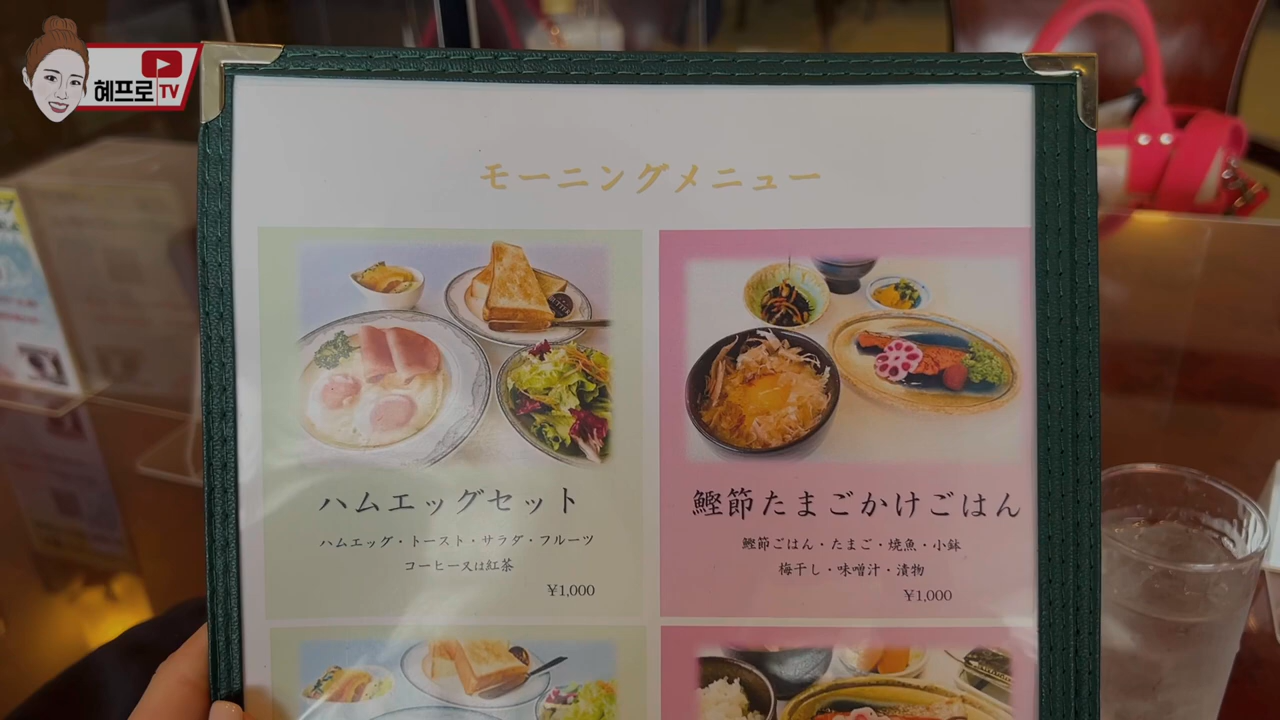 혜프로 TV
モーニングメニュー
ハムエッグセット
ハムエッグ・トースト・サラダ・フルーツ
コーヒー又は紅茶
¥1,000
鰹節たまごかけごはん
鰹節ごはん・たまご・焼魚・小鉢
梅干し・味噌汁・漬物
¥1,000